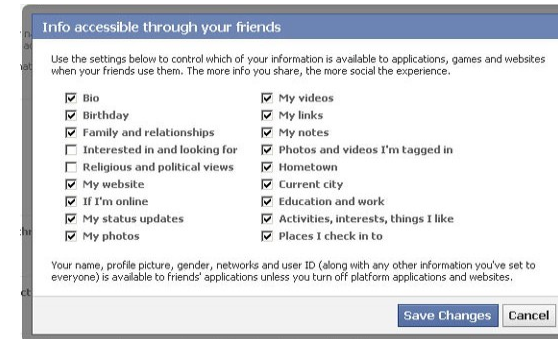 Info accessible through your friends
Use the settings below to control which of your information is available to applications, games and websites
when your friends use them. The more info you share, the more social the experience.
Bio
Birthday
Family and relationships
Interested in and looking for
Religious and political views
My website
If I'm online
My status updates
My photos
My videos
My links
My notes
Photos and videos I'm tagged in
Hometown
Current city
Education and work
Activities, interests, things I like
Places I check in to
Your name, profile picture, gender, networks and user ID (along with any other information you've set to
everyone) is available to friends' applications unless you turn off platform applications and websites.
Save Changes Cancel